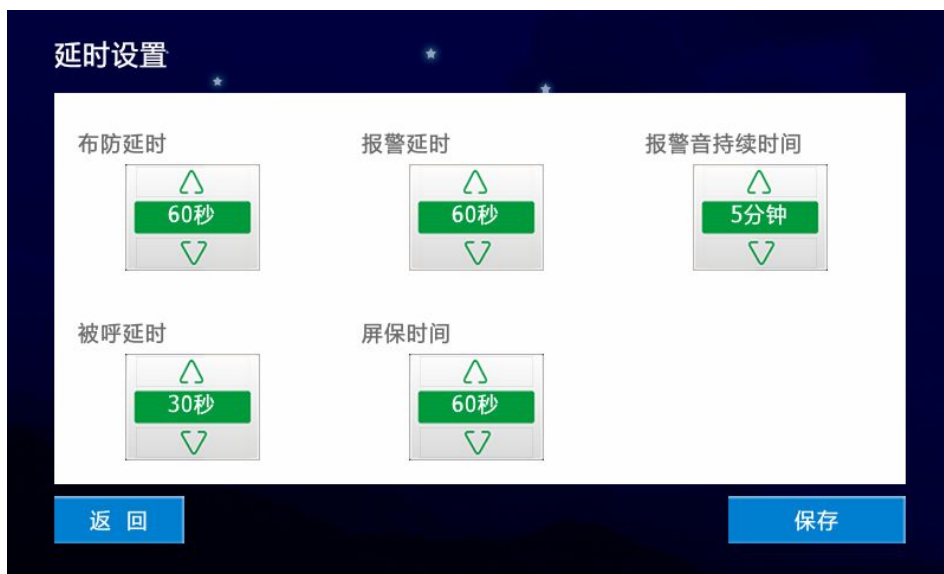 延时设置
布防延时 报警延时 报警音持续时间
60秒 60秒 5分钟
被呼延时 屏保时间
30秒 60秒
返 回 保存